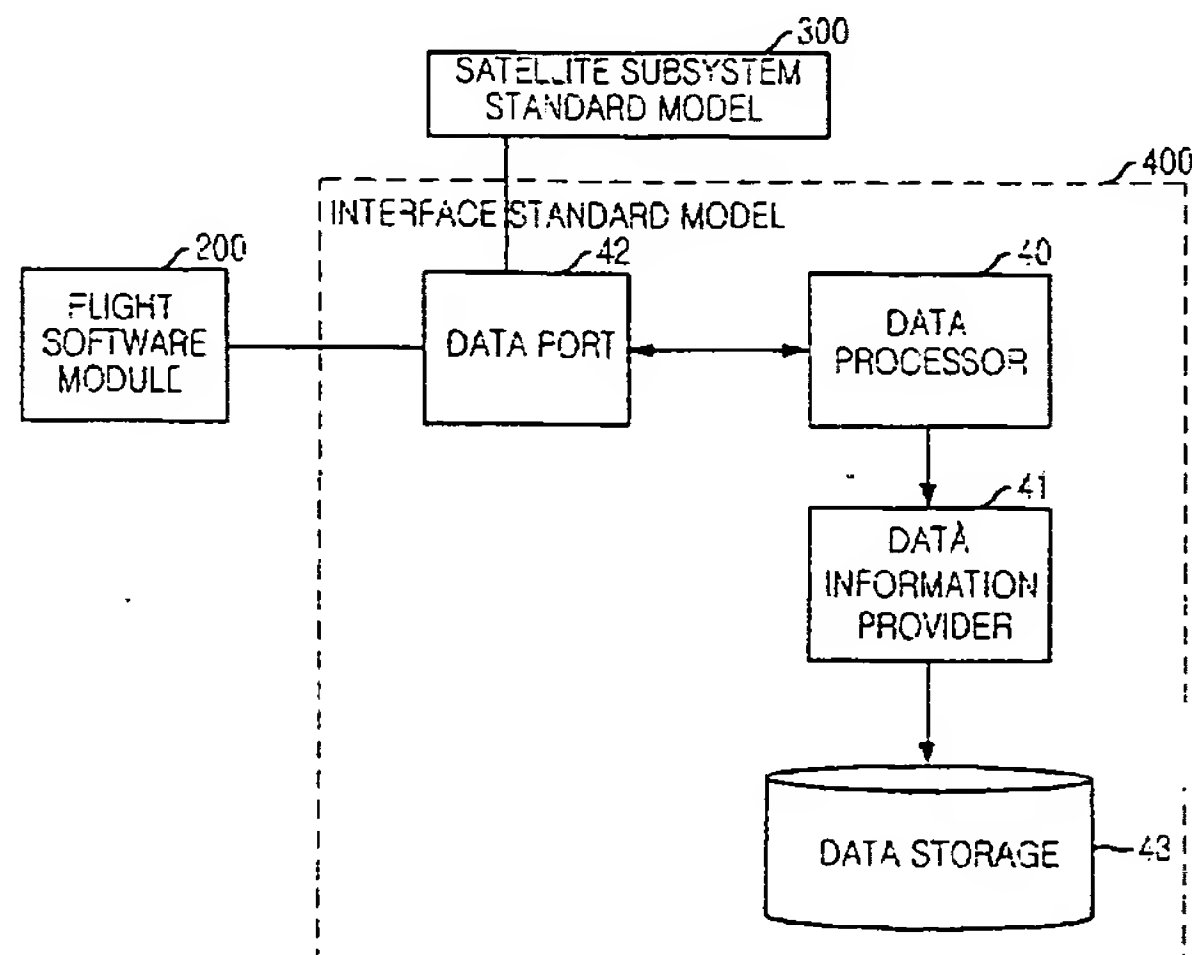 300
SATELLITE SUBSYSTEM
STANDARD MODEL
400
INTERFACE STANDARD MODEL
200
FLIGHT
SOFTWARE
MODULE
42
DATA PORT
40
DATA
PROCESSOR
41
DATA
INFORMATION
PROVIDER
DATA STORAGE
43